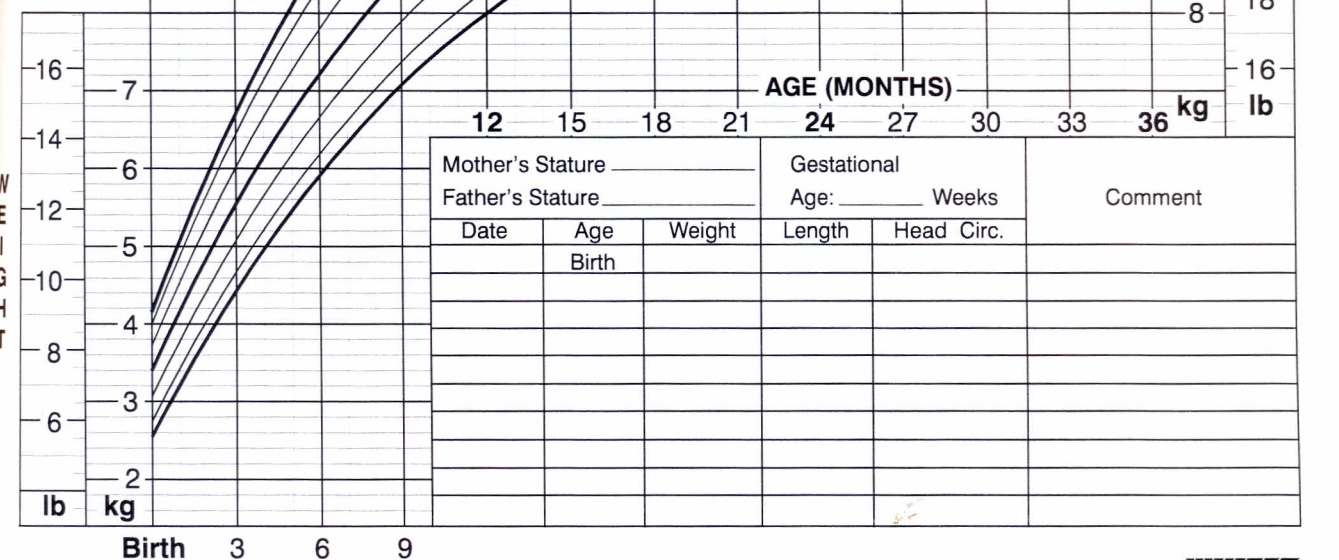 8
18
16
7
AGE (MONTHS)
16
kg
lb
12 15 18 21 24 27 30 33 36
14
6
Mother's Stature
Gestational
Father's Stature
Age: Weeks
Comment
WEIGHT
12
5
Date Age Weight Length Head Circ.
Birth
10
4
8
3
6
2
lb
kg
Birth 3 6 9